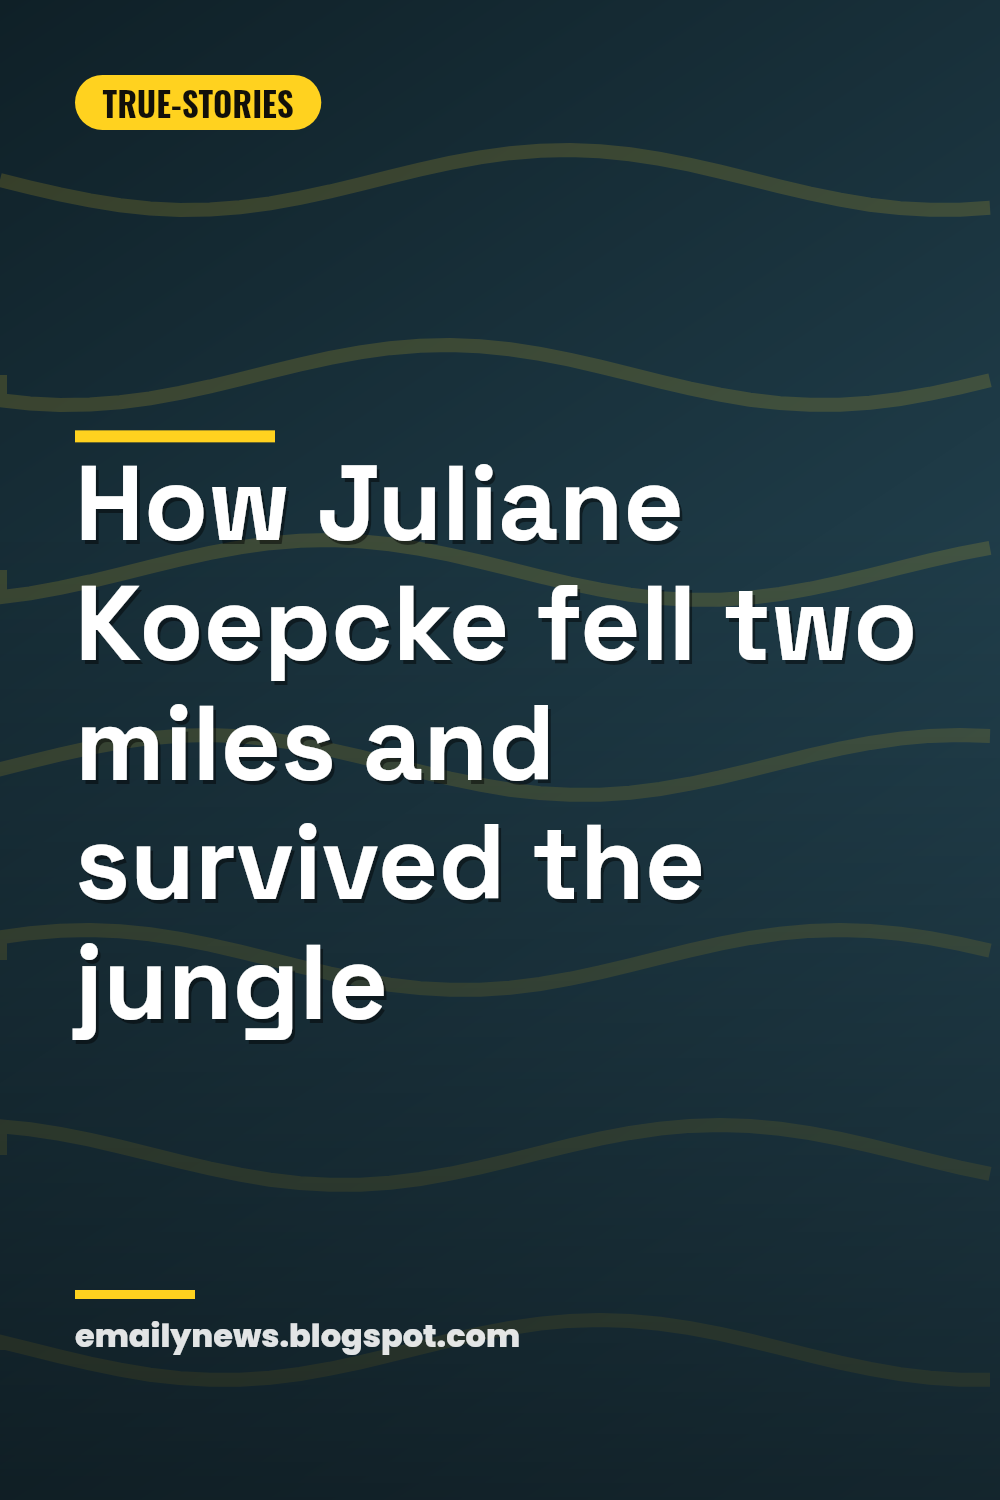 TRUE-STORIES
How Juliane
Koepcke fell two
miles and
survived the
jungle
emailynews.blogspot.com